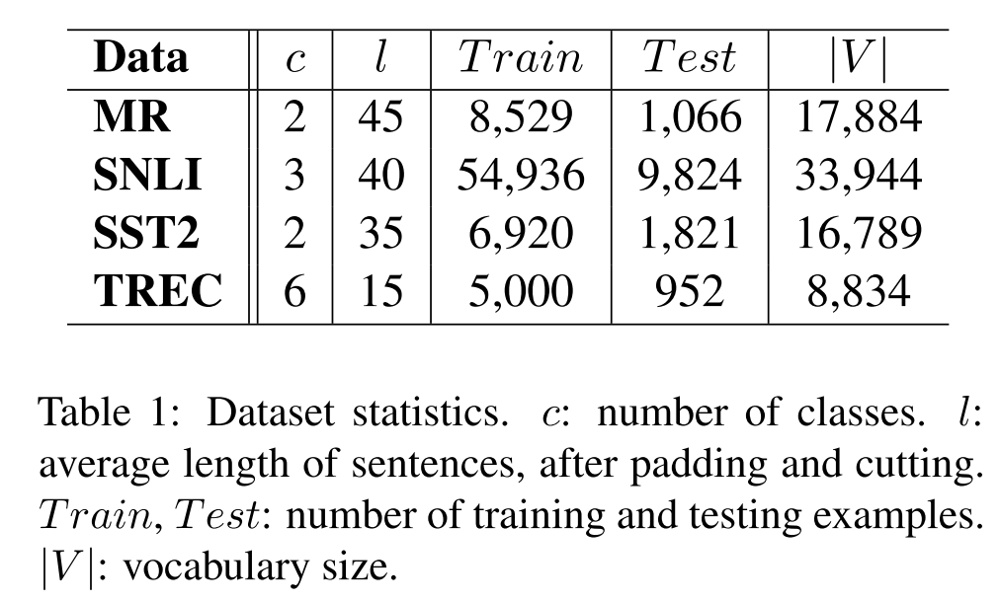 Data c l Train Test |V|
MR 2 45 8,529 1,066 17,884
SNLI 3 40 54,936 9,824 33,944
SST2 2 35 6,920 1,821 16,789
TREC 6 15 5,000 952 8,834
Table 1: Dataset statistics. c: number of classes. l:
average length of sentences, after padding and cutting.
Train, Test: number of training and testing examples.
|V|: vocabulary size.